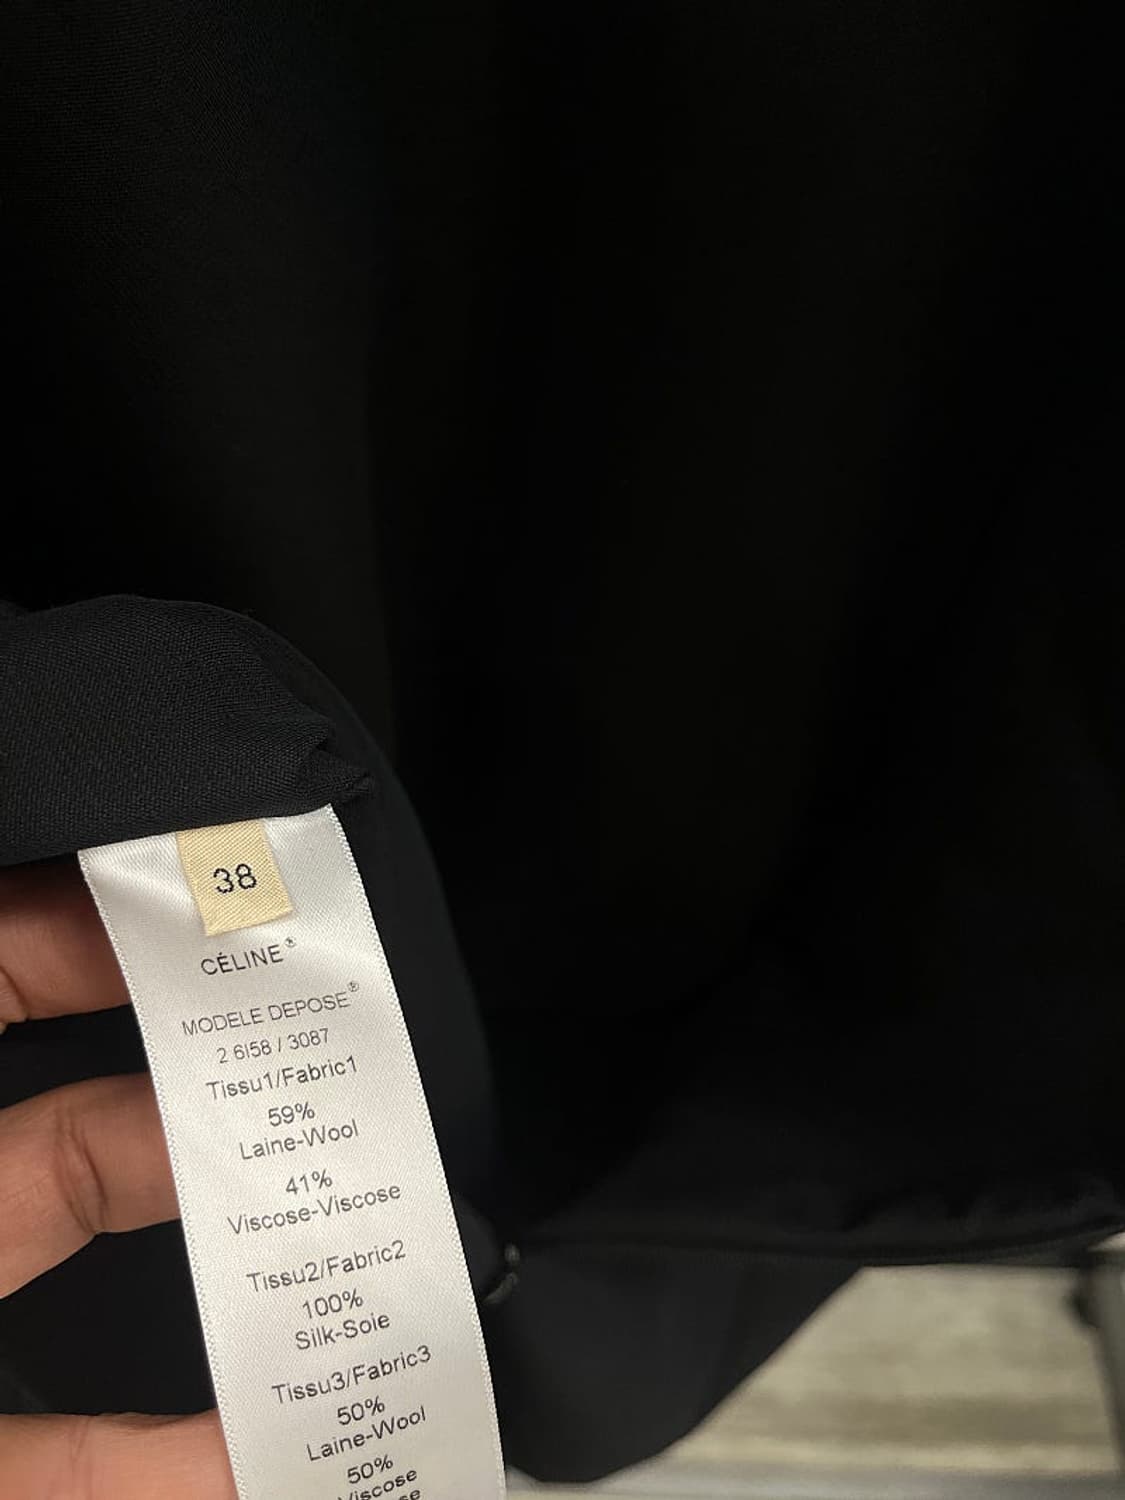 38
CÉLINE®
MODELE DEPOSE®
2 6I58 / 3087
Tissu1/Fabric1
59%
Laine-Wool
41%
Viscose-Viscose
Tissu2/Fabric2
100%
Silk-Soie
Tissu3/Fabric3
50%
Laine-Wool
50%
Viscose